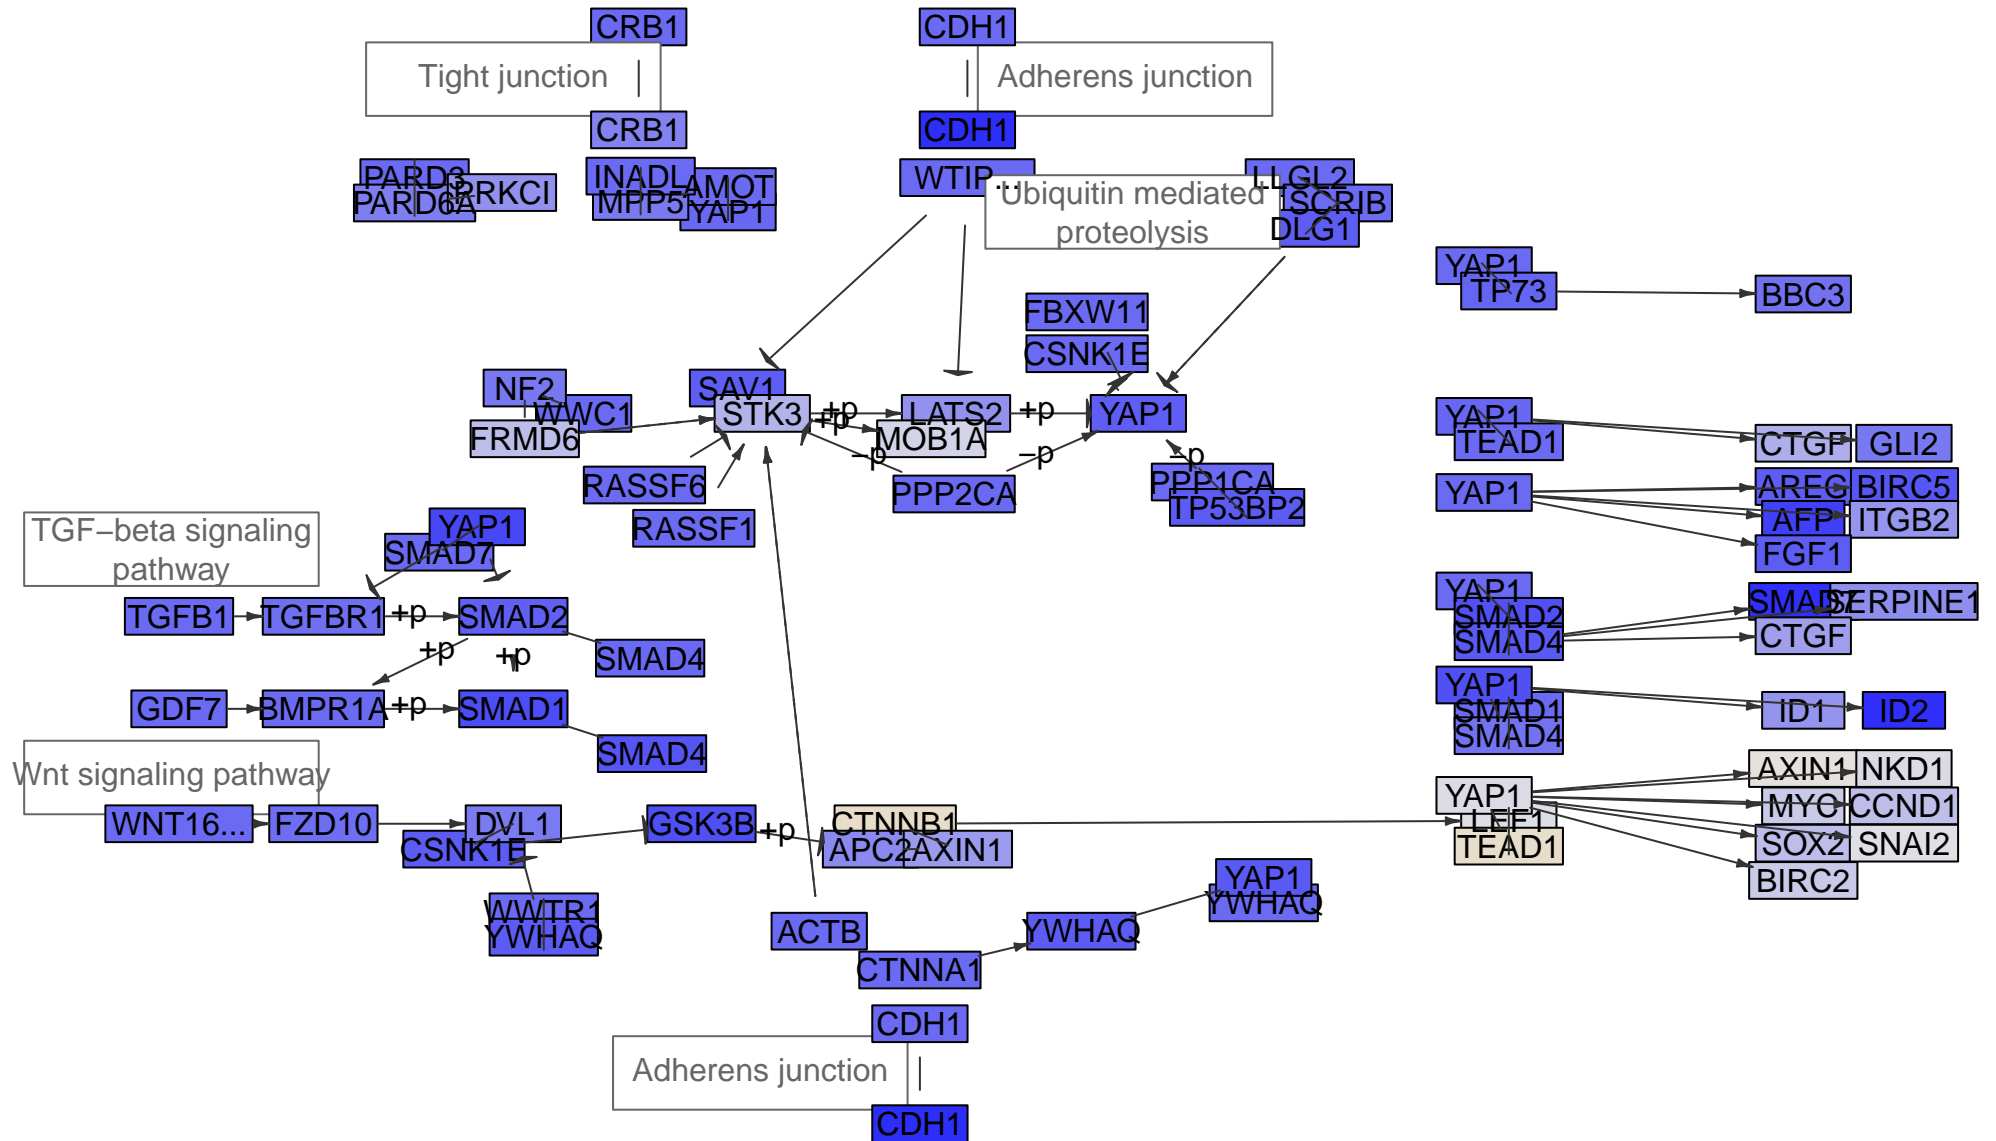 CRB1
CDH1
Tight junction
Adherens junction
CRB1
CDH1
PARD3
PARD6A
PRKCI
INADL
MPP5
AMOT
YAP1
WTIP...
Ubiquitin mediated
proteolysis
LLGL2
SCRIB
DLG1
YAP1
TP73
BBC3
FBXW11
CSNK1E
NF2
WWC1
FRMD6
SAV1
STK3
+p
+p
LATS2
MOB1A
+p
YAP1
−p
−p
−p
RASSF6
RASSF1
PPP2CA
PPP1CA
TP53BP2
YAP1
TEAD1
CTGF
GLI2
YAP1
AREG
BIRC5
AFP
ITGB2
FGF1
TGF−beta signaling
pathway
YAP1
SMAD7
TGFB1
TGFBR1
+p
SMAD2
+p
+p
SMAD4
YAP1
SMAD2
SMAD4
SMAD7
SERPINE1
CTGF
GDF7
BMPR1A
+p
SMAD1
SMAD4
YAP1
SMAD1
SMAD4
ID1
ID2
Wnt signaling pathway
WNT16...
FZD10
DVL1
CSNK1E
GSK3B
+p
CTNNB1
APC2
AXIN1
YAP1
LEF1
TEAD1
AXIN1
NKD1
MYC
CCND1
SOX2
SNAI2
BIRC2
WWTR1
YWHAQ
ACTB
CTNNA1
YWHAQ
YAP1
YWHAQ
CDH1
Adherens junction
CDH1